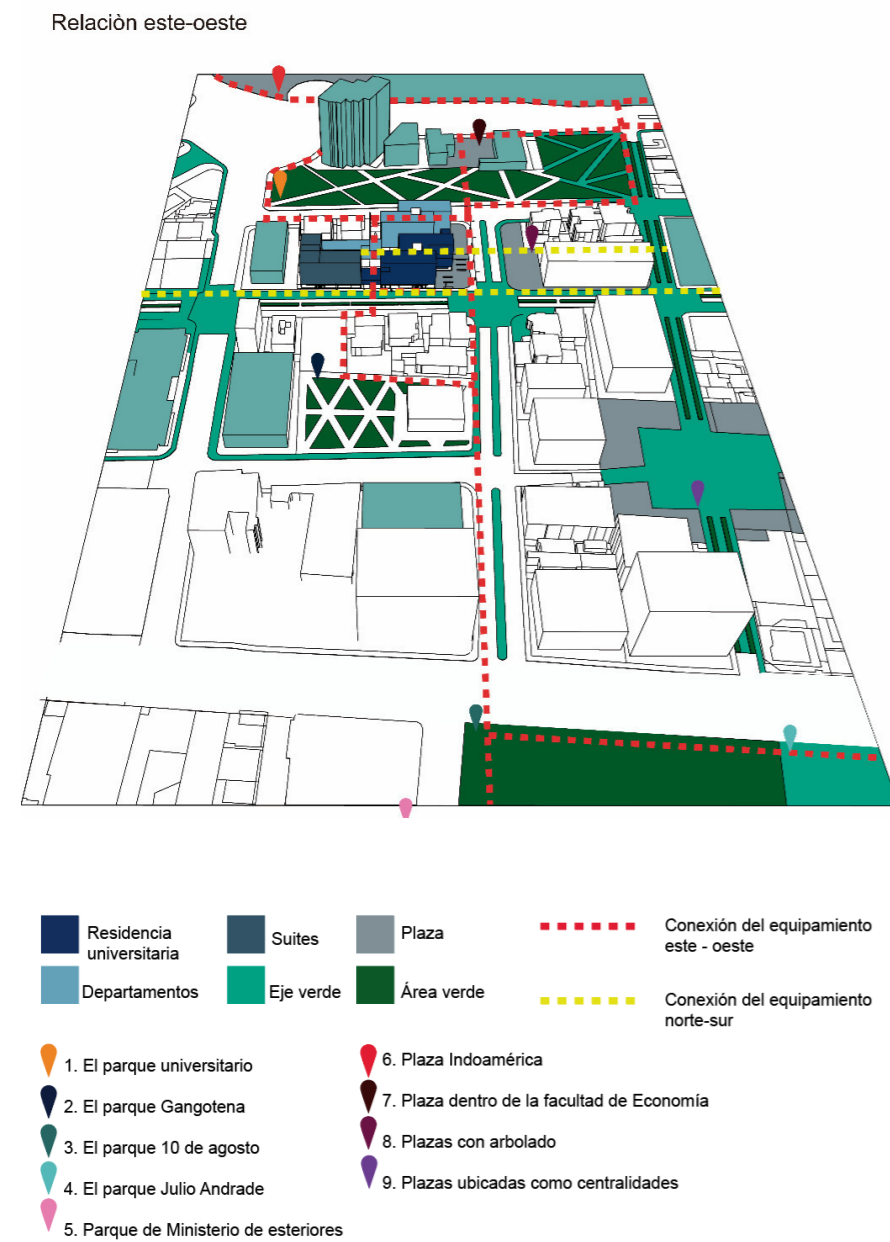 Relaciòn este-oeste
Residencia
universitaria
Suites
Plaza
Conexión del equipamiento
este - oeste
Departamentos
Eje verde
Área verde
Conexión del equipamiento
norte-sur
1. El parque universitario
2. El parque Gangotena
3. El parque 10 de agosto
4. El parque Julio Andrade
5. Parque de Ministerio de esteriores
6. Plaza Indoamérica
7. Plaza dentro de la facultad de Economía
8. Plazas con arbolado
9. Plazas ubicadas como centralidades